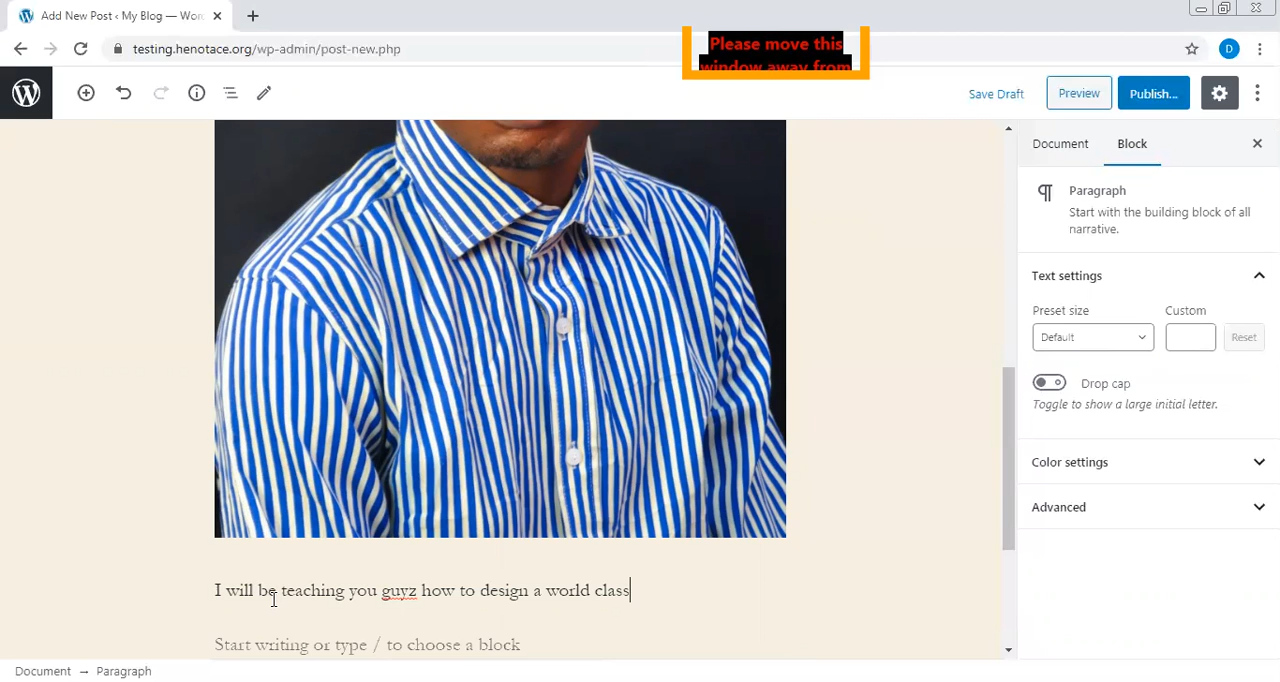 Add New Post ‹ My Blog — Wor
testing.henotace.org/wp-admin/post-new.php
Please move this
window away from
D
Save Draft
Preview
Publish...
Document
Block
Paragraph
Start with the building block of all
narrative.
Text settings
Preset size
Custom
Default
Reset
Drop cap
Toggle to show a large initial letter.
Color settings
Advanced
I will be teaching you guyz how to design a world class
Start writing or type / to choose a block
Document → Paragraph